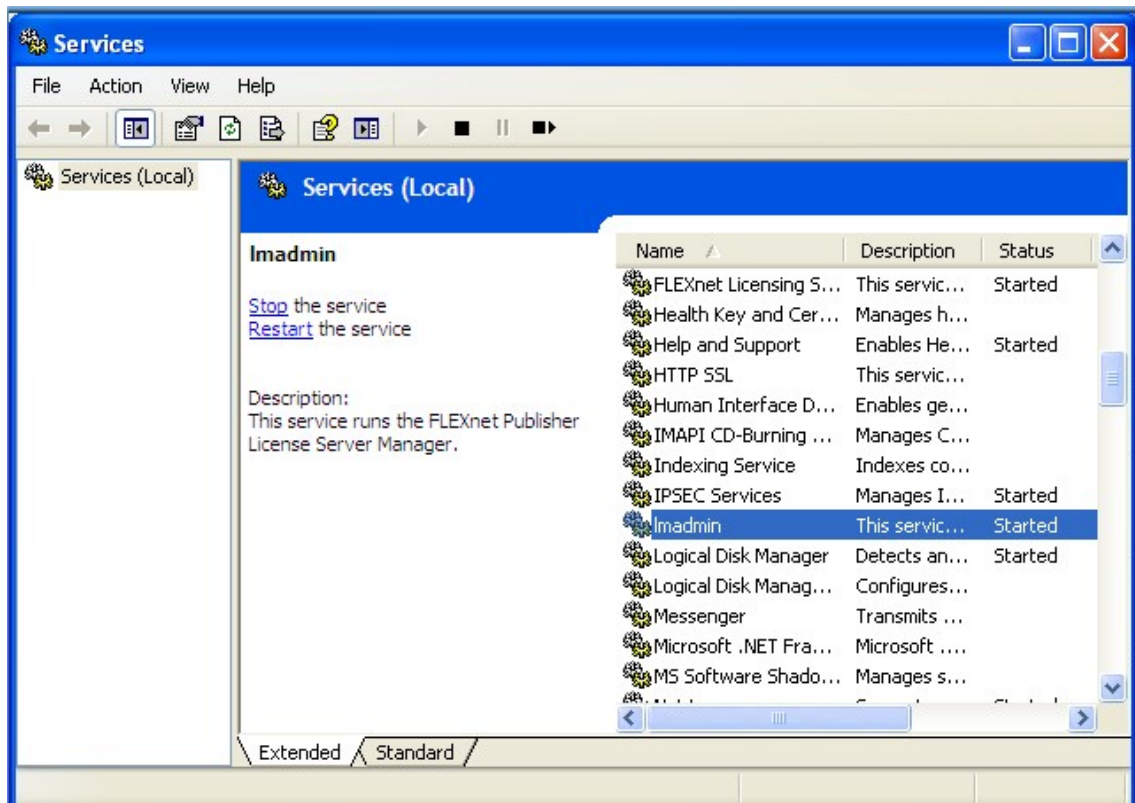 Services
File Action View Help
Services (Local)
Services (Local)
lmadmin
Stop the service
Restart the service
Description:
This service runs the FLEXnet Publisher
License Server Manager.
Name Description Status
FLEXnet Licensing S... This servic... Started
Health Key and Cer... Manages h...
Help and Support Enables He... Started
HTTP SSL This servic...
Human Interface D... Enables ge...
IMAPI CD-Burning ... Manages C...
Indexing Service Indexes co...
IPSEC Services Manages I... Started
lmadmin This servic... Started
Logical Disk Manager Detects an... Started
Logical Disk Manag... Configures...
Messenger Transmits ...
Microsoft .NET Fra... Microsoft ....
MS Software Shado... Manages s...
Extended Standard